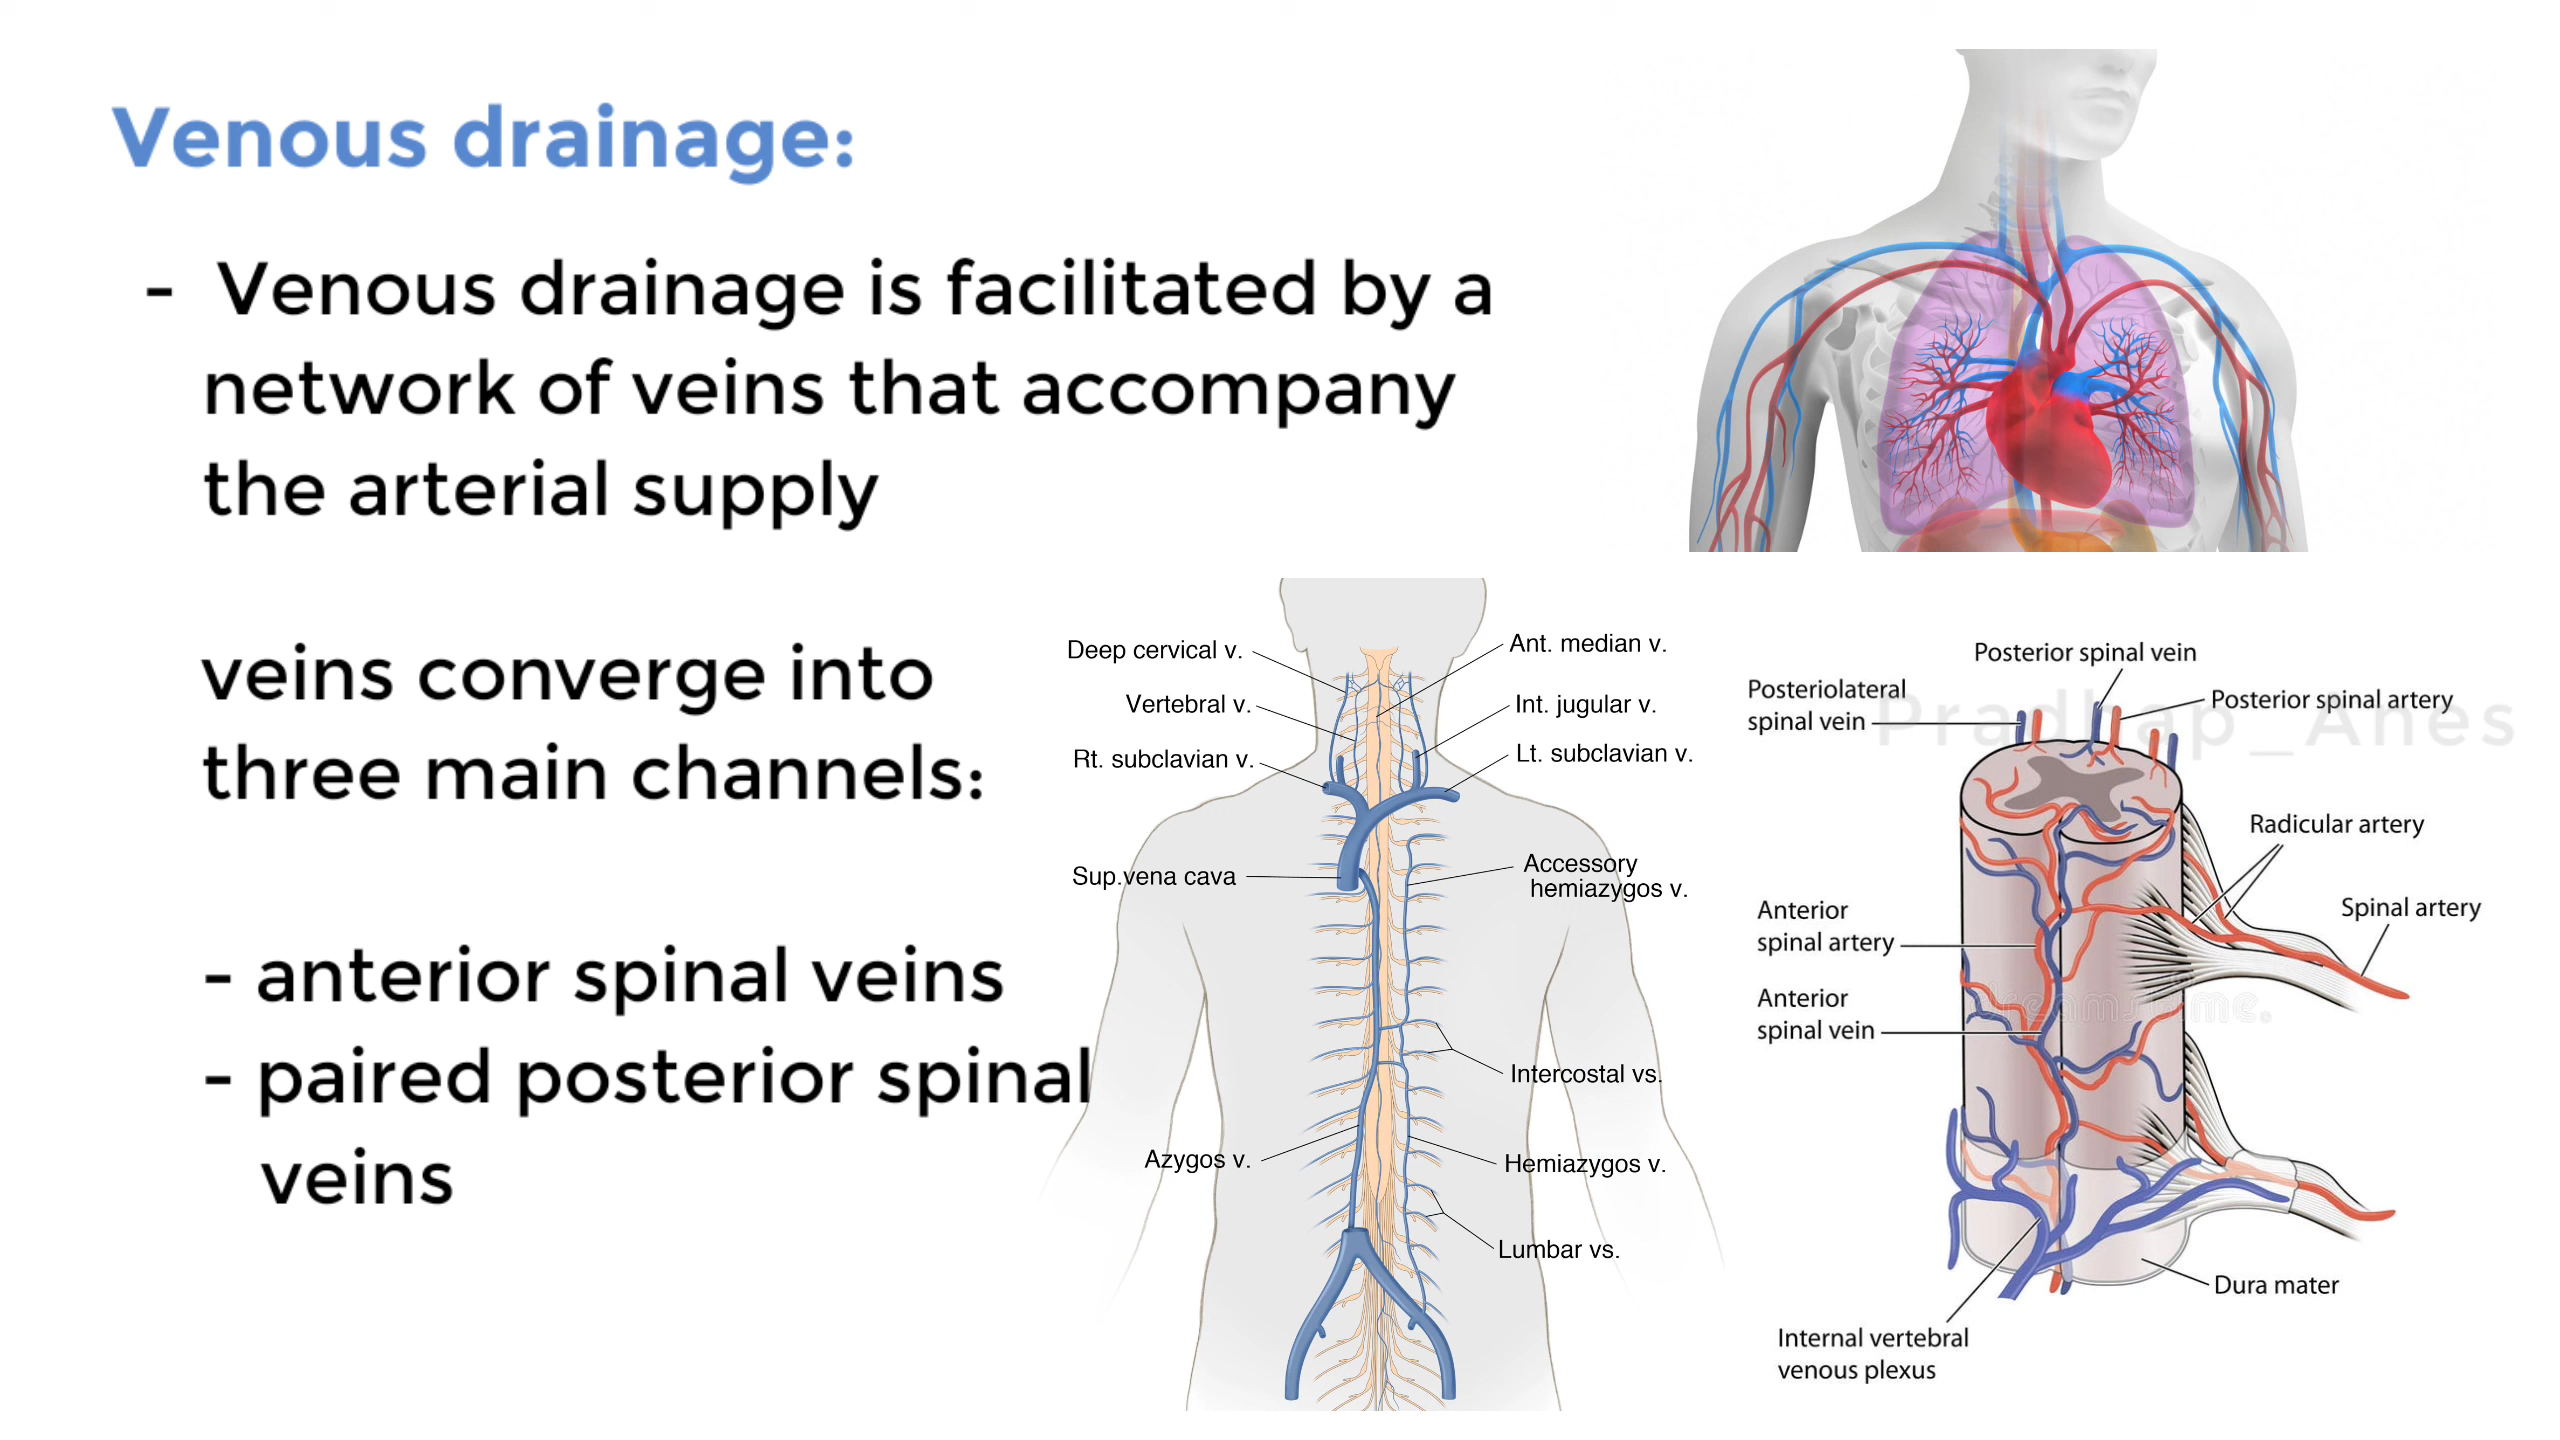 Venous drainage:
- Venous drainage is facilitated by a
network of veins that accompany
the arterial supply
veins converge into
three main channels:
- anterior spinal veins
- paired posterior spinal
veins
Deep cervical v.
Vertebral v.
Rt. subclavian v.
Sup.vena cava
Azygos v.
Ant. median v.
Int. jugular v.
Lt. subclavian v.
Accessory
hemiazygos v.
Intercostal vs.
Hemiazygos v.
Lumbar vs.
Posterior spinal vein
Posteriolateral
spinal vein
Posterior spinal artery
Pradhap_Anes
Radicular artery
Spinal artery
Anterior
spinal artery
Anterior
spinal vein
dreamstime.
Dura mater
Internal vertebral
venous plexus